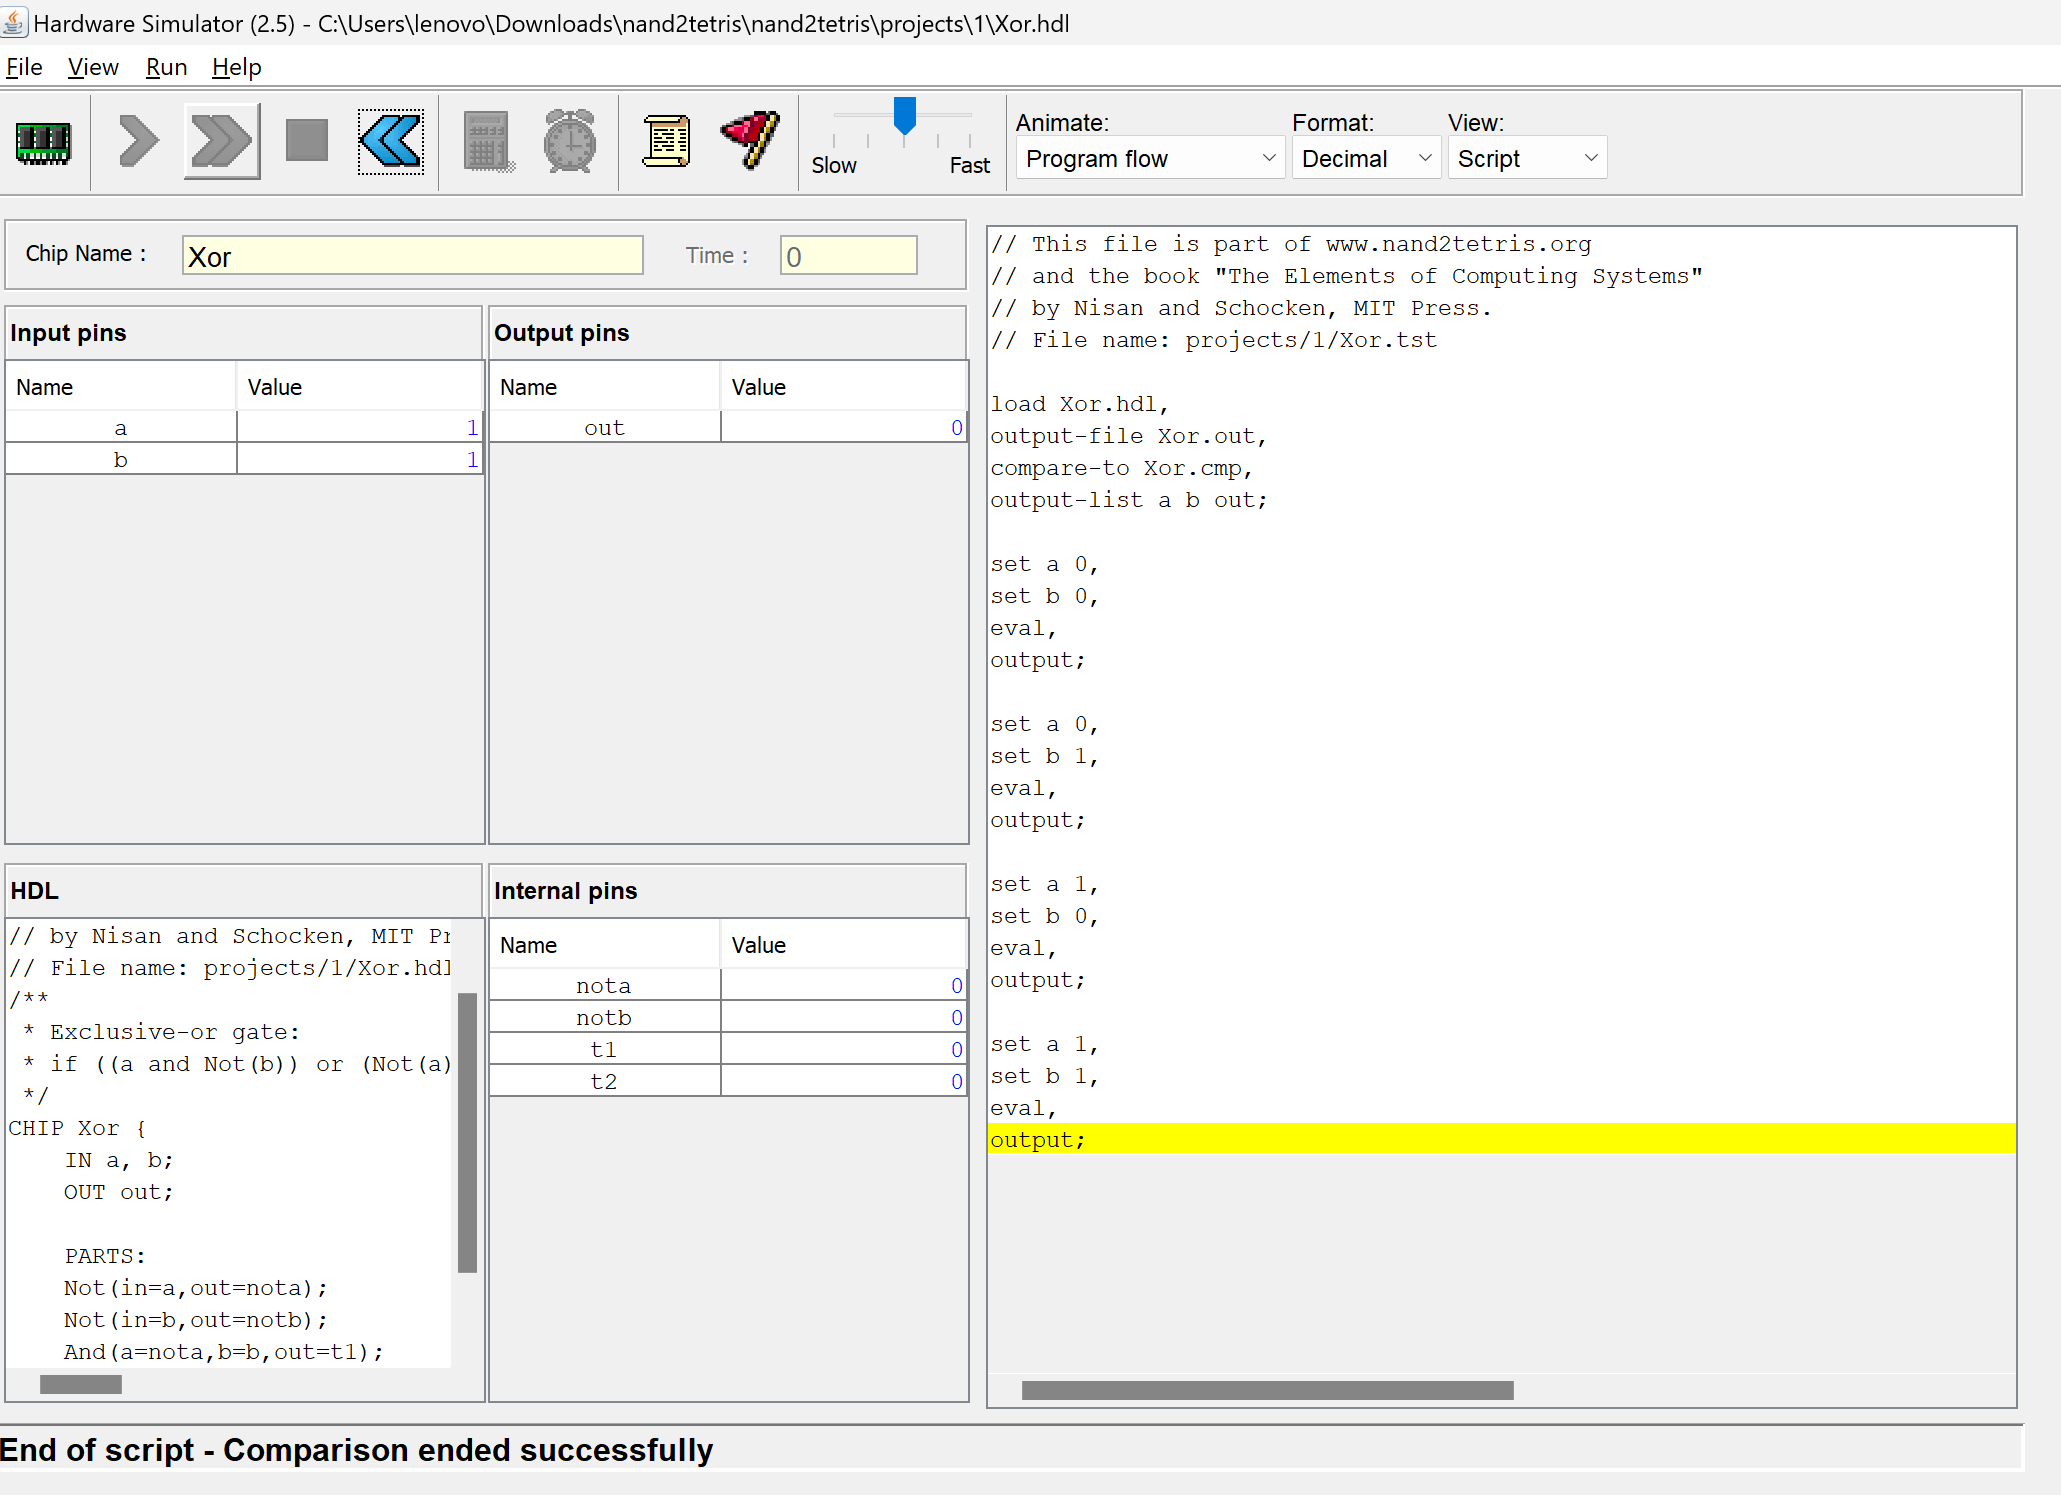 Hardware Simulator (2.5) - C:\Users\lenovo\Downloads\nand2tetris\nand2tetris\projects\1\Xor.hdl
File View Run Help
Slow Fast
Animate: Format: View:
Program flow Decimal Script
Chip Name : Xor Time : 0
Input pins
Name Value
a 1
b 1
Output pins
Name Value
out 0
HDL
// by Nisan and Schocken, MIT Pr
// File name: projects/1/Xor.hdl
/**
* Exclusive-or gate:
* if ((a and Not(b)) or (Not(a)
*/
CHIP Xor {
IN a, b;
OUT out;
PARTS:
Not(in=a,out=nota);
Not(in=b,out=notb);
And(a=nota,b=b,out=t1);
Internal pins
Name Value
nota 0
notb 0
t1 0
t2 0
// This file is part of www.nand2tetris.org
// and the book "The Elements of Computing Systems"
// by Nisan and Schocken, MIT Press.
// File name: projects/1/Xor.tst
load Xor.hdl,
output-file Xor.out,
compare-to Xor.cmp,
output-list a b out;
set a 0,
set b 0,
eval,
output;
set a 0,
set b 1,
eval,
output;
set a 1,
set b 0,
eval,
output;
set a 1,
set b 1,
eval,
output;
End of script - Comparison ended successfully